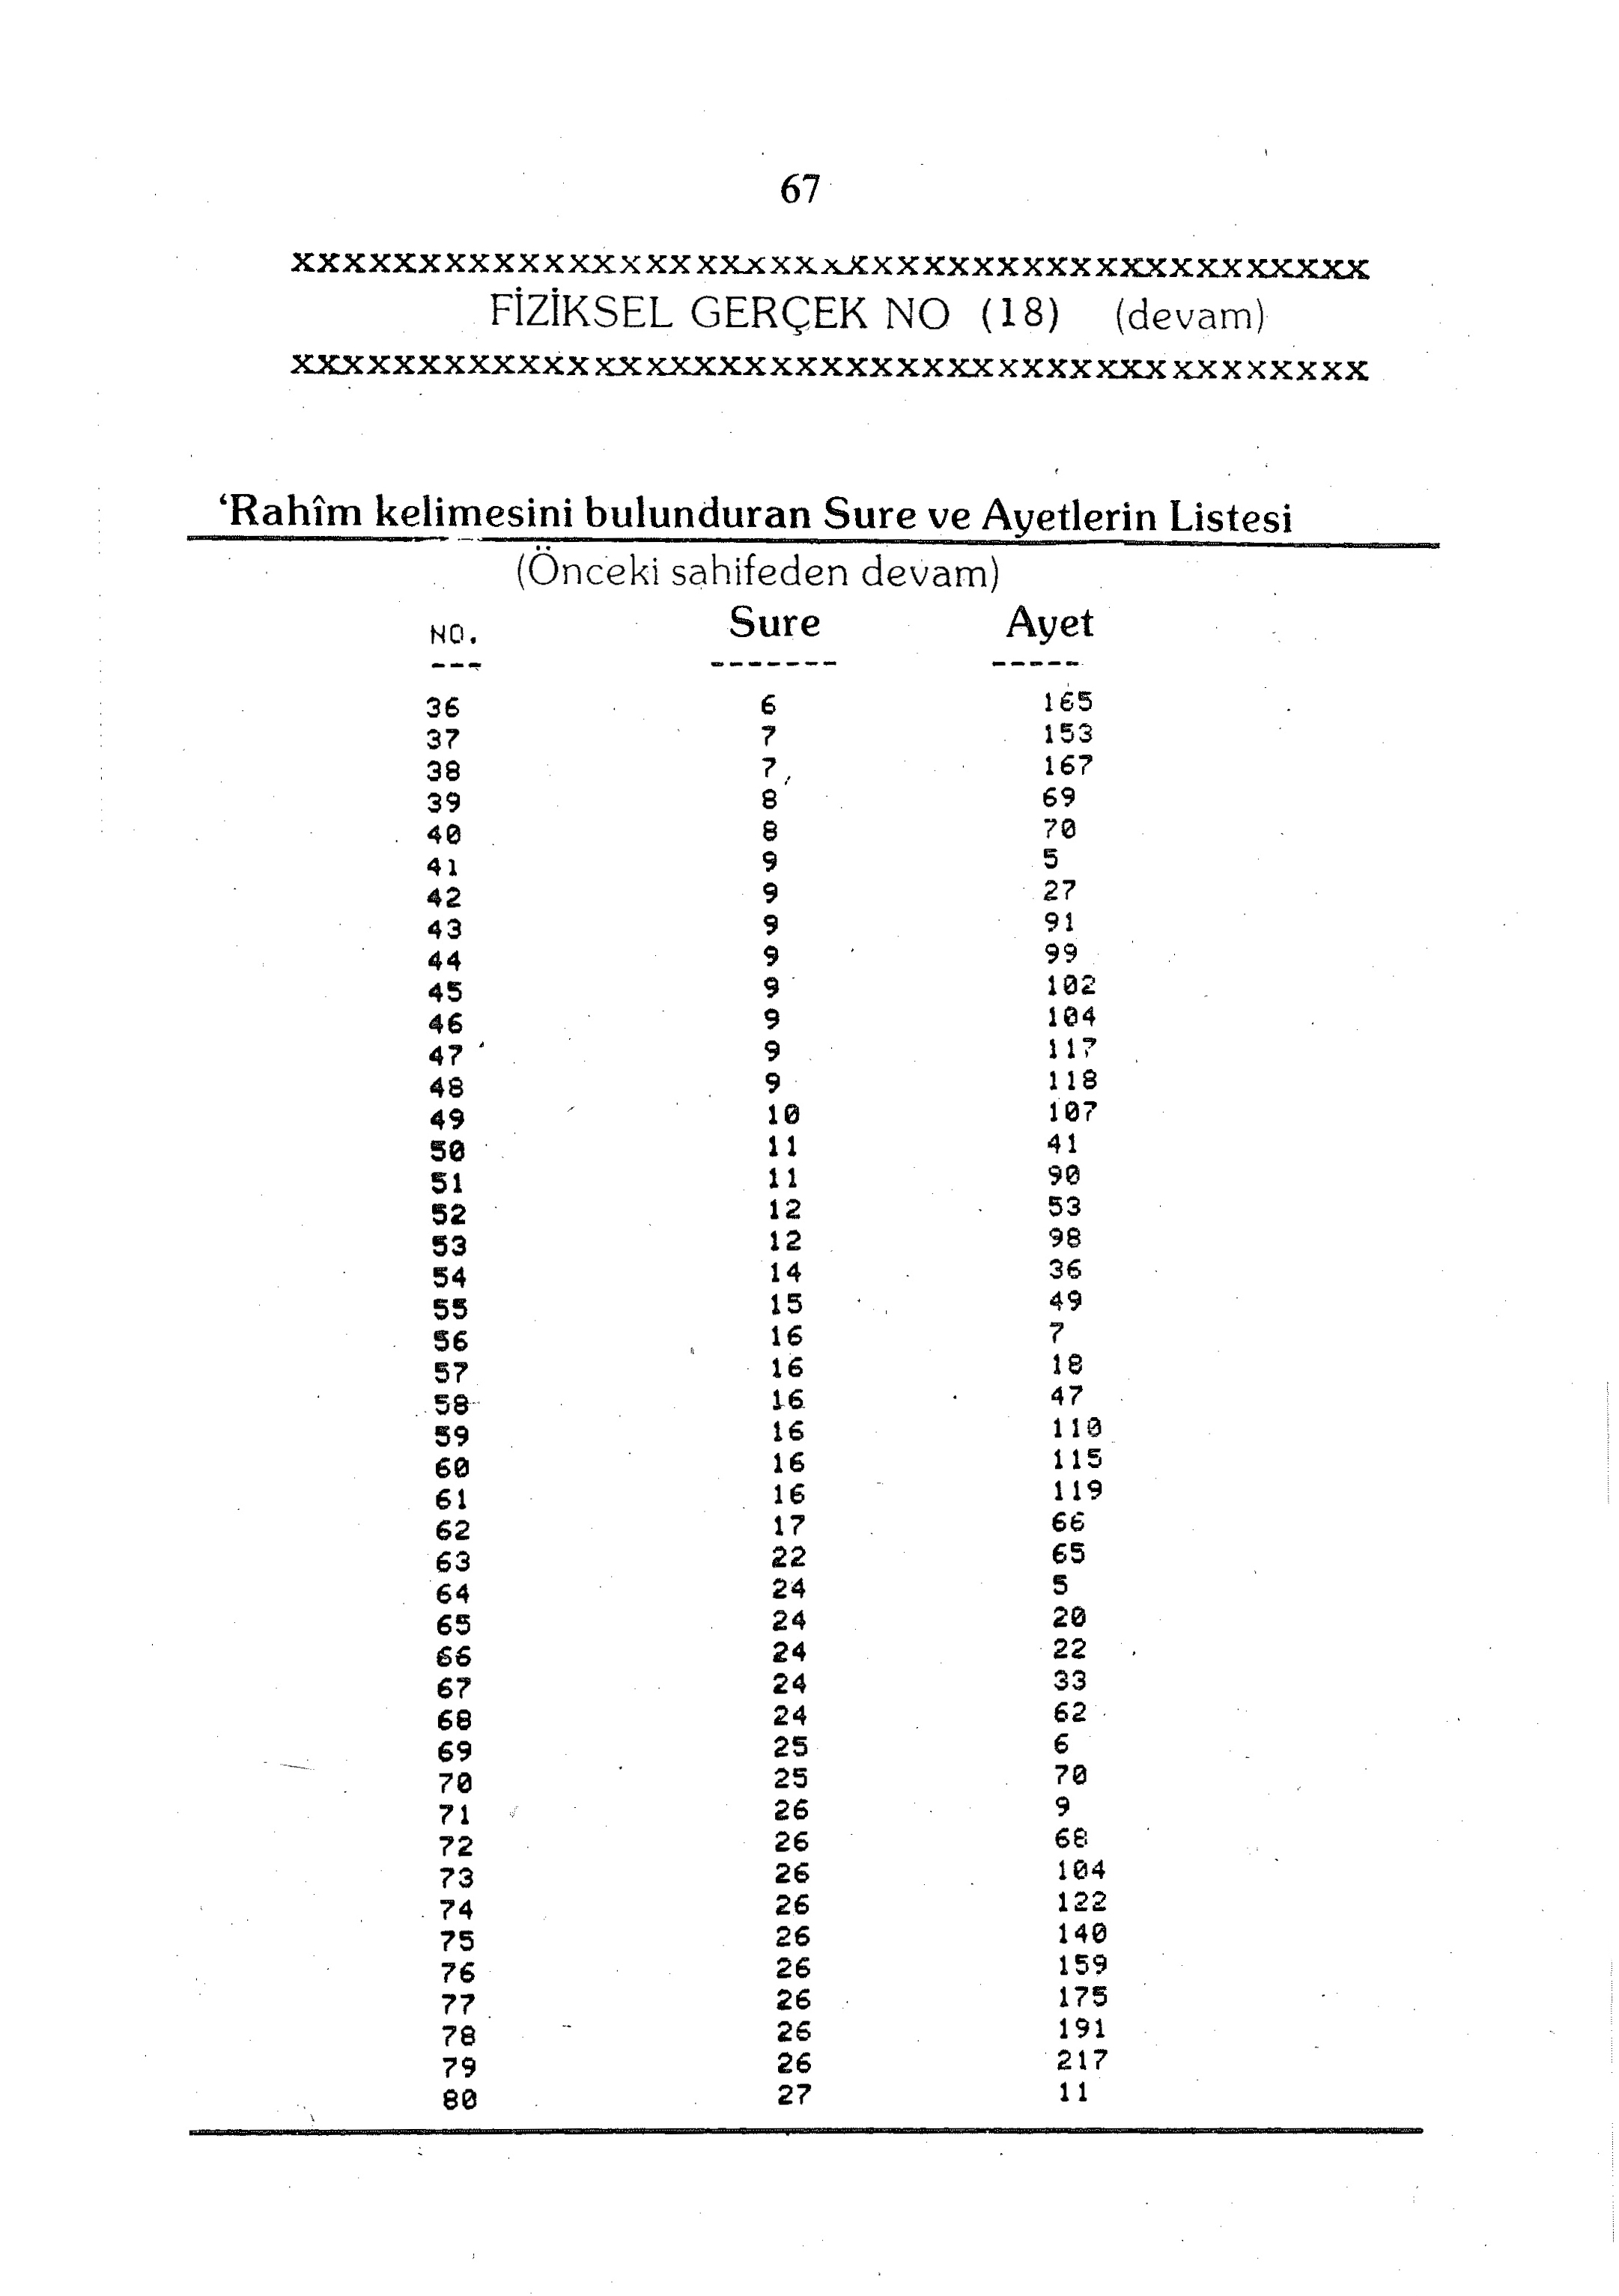 67
xxxxxxxxxxxxxxxxxxxxxxxxxxxxxxxxxxxxxxxxxxx
FİZİKSEL GERÇEK NO (18) (devam)
xxxxxxxxxxxxxxxxxxxxxxxxxxxxxxxxxxxxxxxxxxx
‘Rahîm kelimesini bulunduran Sure ve Ayetlerin Listesi
(Önceki sahifeden devam)
NO. Sure Ayet
--- ------- -----
36 6 165
37 7 153
38 7 167
39 8 69
40 8 70
41 9 5
42 9 27
43 9 91
44 9 99
45 9 102
46 9 104
47 9 117
48 9 118
49 10 107
50 11 41
51 11 90
52 12 53
53 12 98
54 14 36
55 15 49
56 16 7
57 16 18
58 16 47
59 16 110
60 16 115
61 16 119
62 17 66
63 22 65
64 24 5
65 24 20
66 24 22
67 24 33
68 24 62
69 25 6
70 25 70
71 26 9
72 26 68
73 26 104
74 26 122
75 26 140
76 26 159
77 26 175
78 26 191
79 26 217
80 27 11